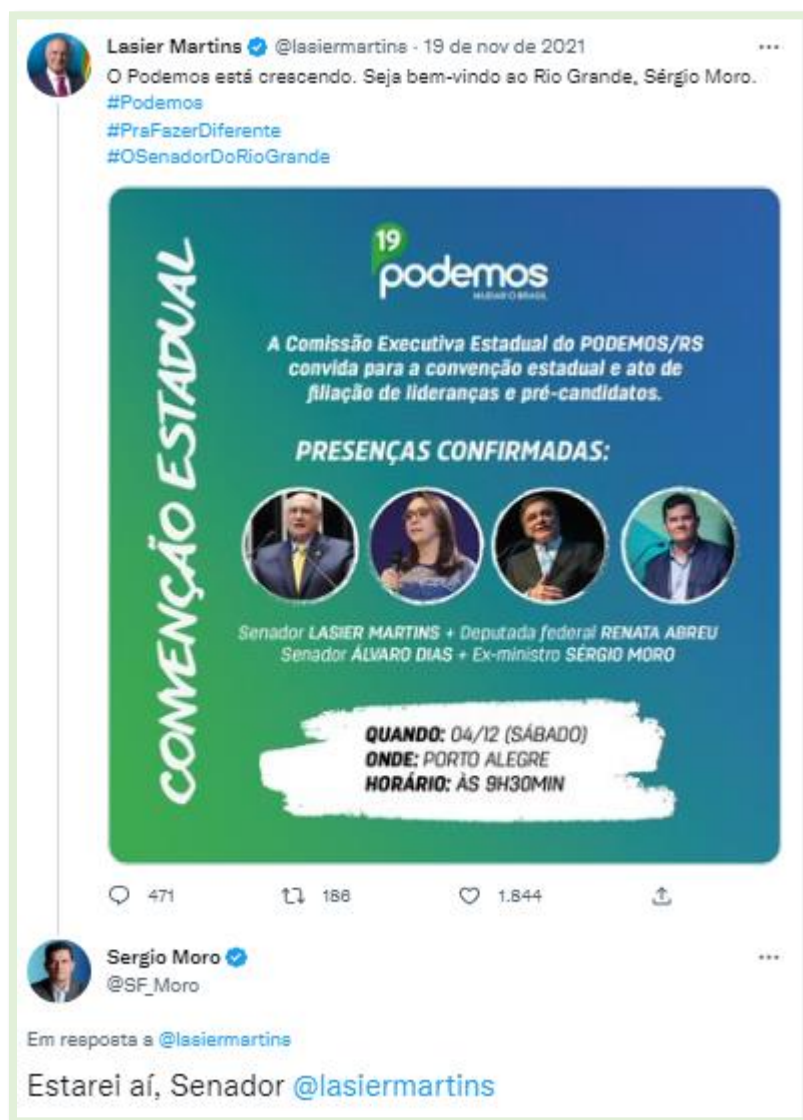 Lasier Martins @lasiermartins · 19 de nov de 2021
O Podemos está crescendo. Seja bem-vindo ao Rio Grande, Sérgio Moro.
#Podemos
#PraFazerDiferente
#OSenadorDoRioGrande
CONVENÇÃO ESTADUAL
19
podemos
MUDAR O BRASIL
A Comissão Executiva Estadual do PODEMOS/RS
convida para a convenção estadual e ato de
filiação de lideranças e pré-candidatos.
PRESENÇAS CONFIRMADAS:
Senador LASIER MARTINS + Deputada federal RENATA ABREU
Senador ÁLVARO DIAS + Ex-ministro SÉRGIO MORO
QUANDO: 04/12 (SÁBADO)
ONDE: PORTO ALEGRE
HORÁRIO: ÀS 9H30MIN
471 186 1.844
Sergio Moro
@SF_Moro
Em resposta a @lasiermartins
Estarei aí, Senador @lasiermartins